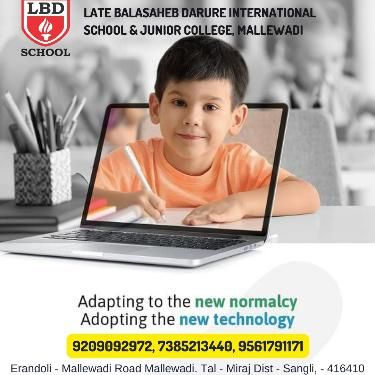 LBD
SCHOOL
LATE BALASAHEB DARURE INTERNATIONAL
SCHOOL & JUNIOR COLLEGE, MALLEWADI
Adapting to the new normalcy
Adopting the new technology
9209092972, 7385213440, 9561791171
Erandoli - Mallewadi Road Mallewadi. Tal - Miraj Dist - Sangli, - 416410